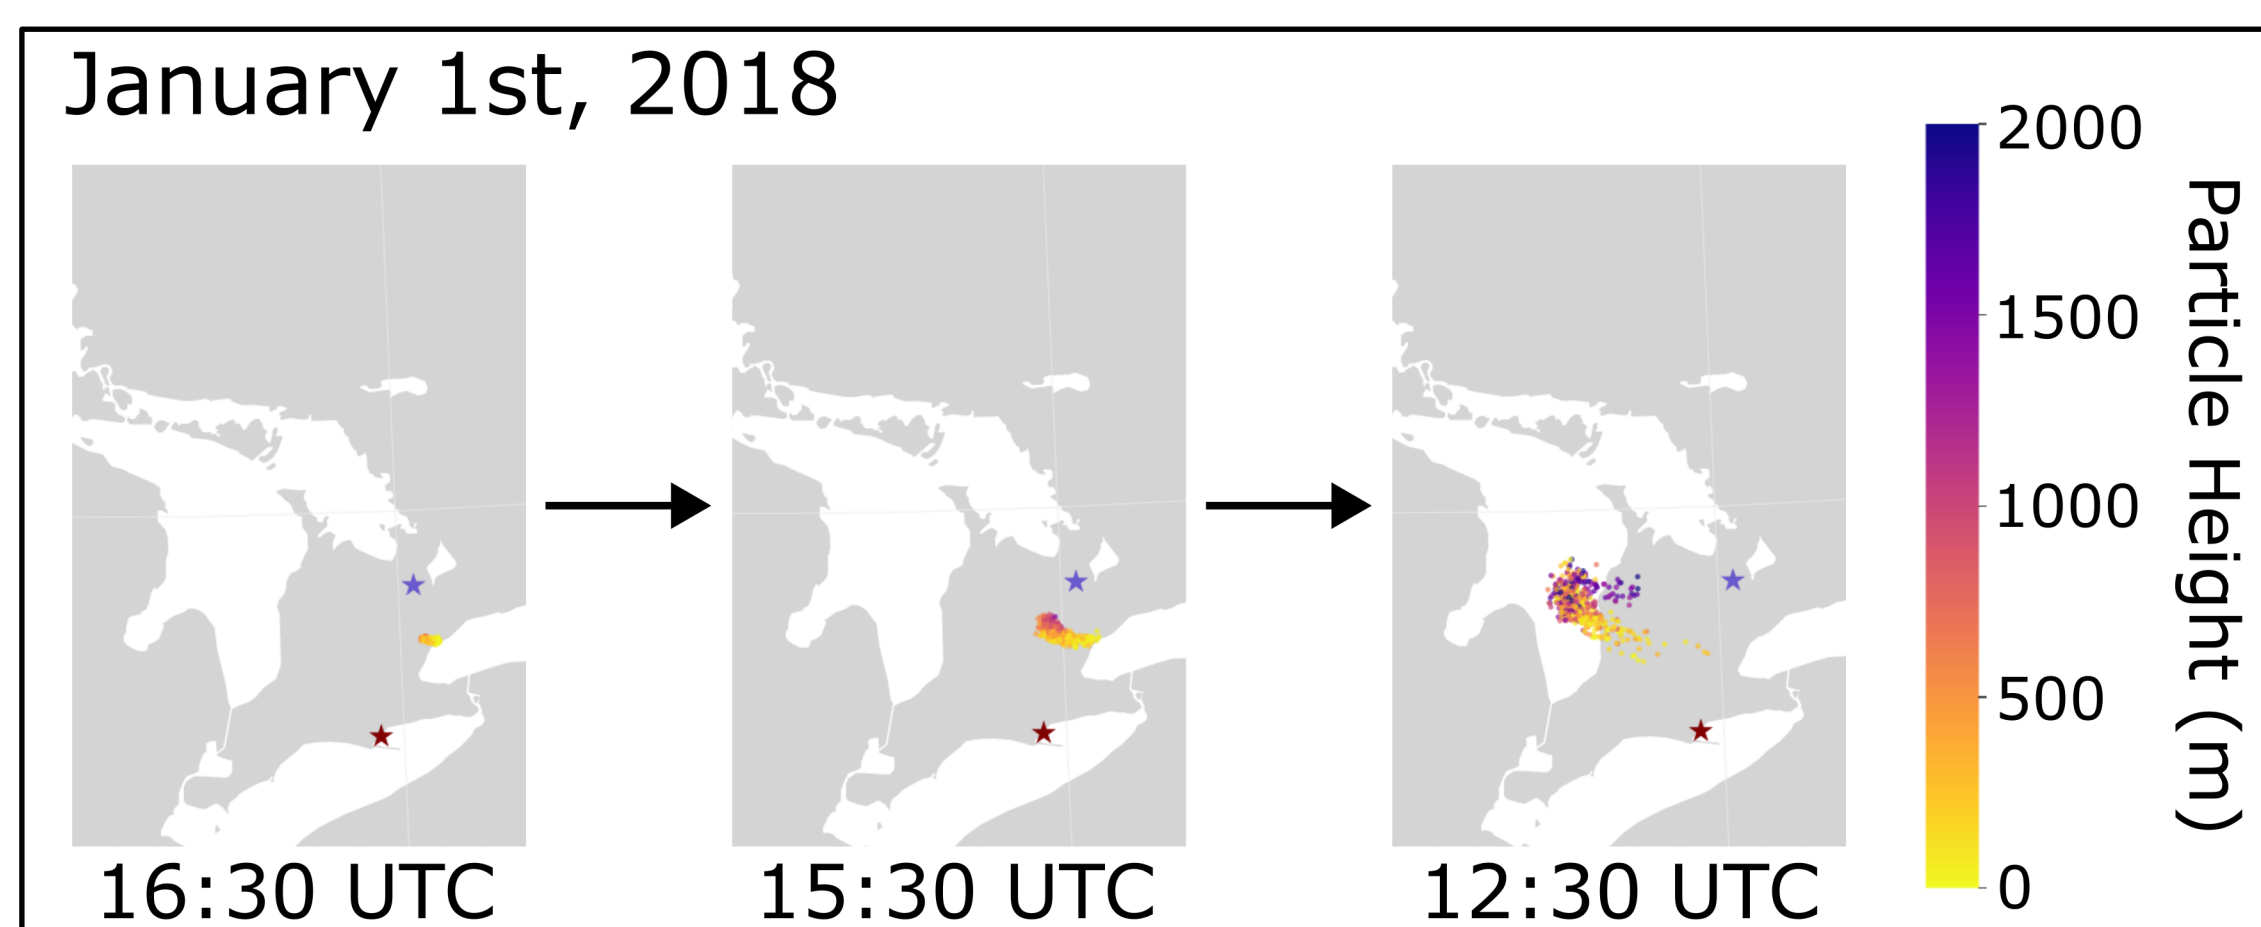 January 1st, 2018
16:30 UTC
15:30 UTC
12:30 UTC
2000
1500
1000
500
0
Particle Height (m)